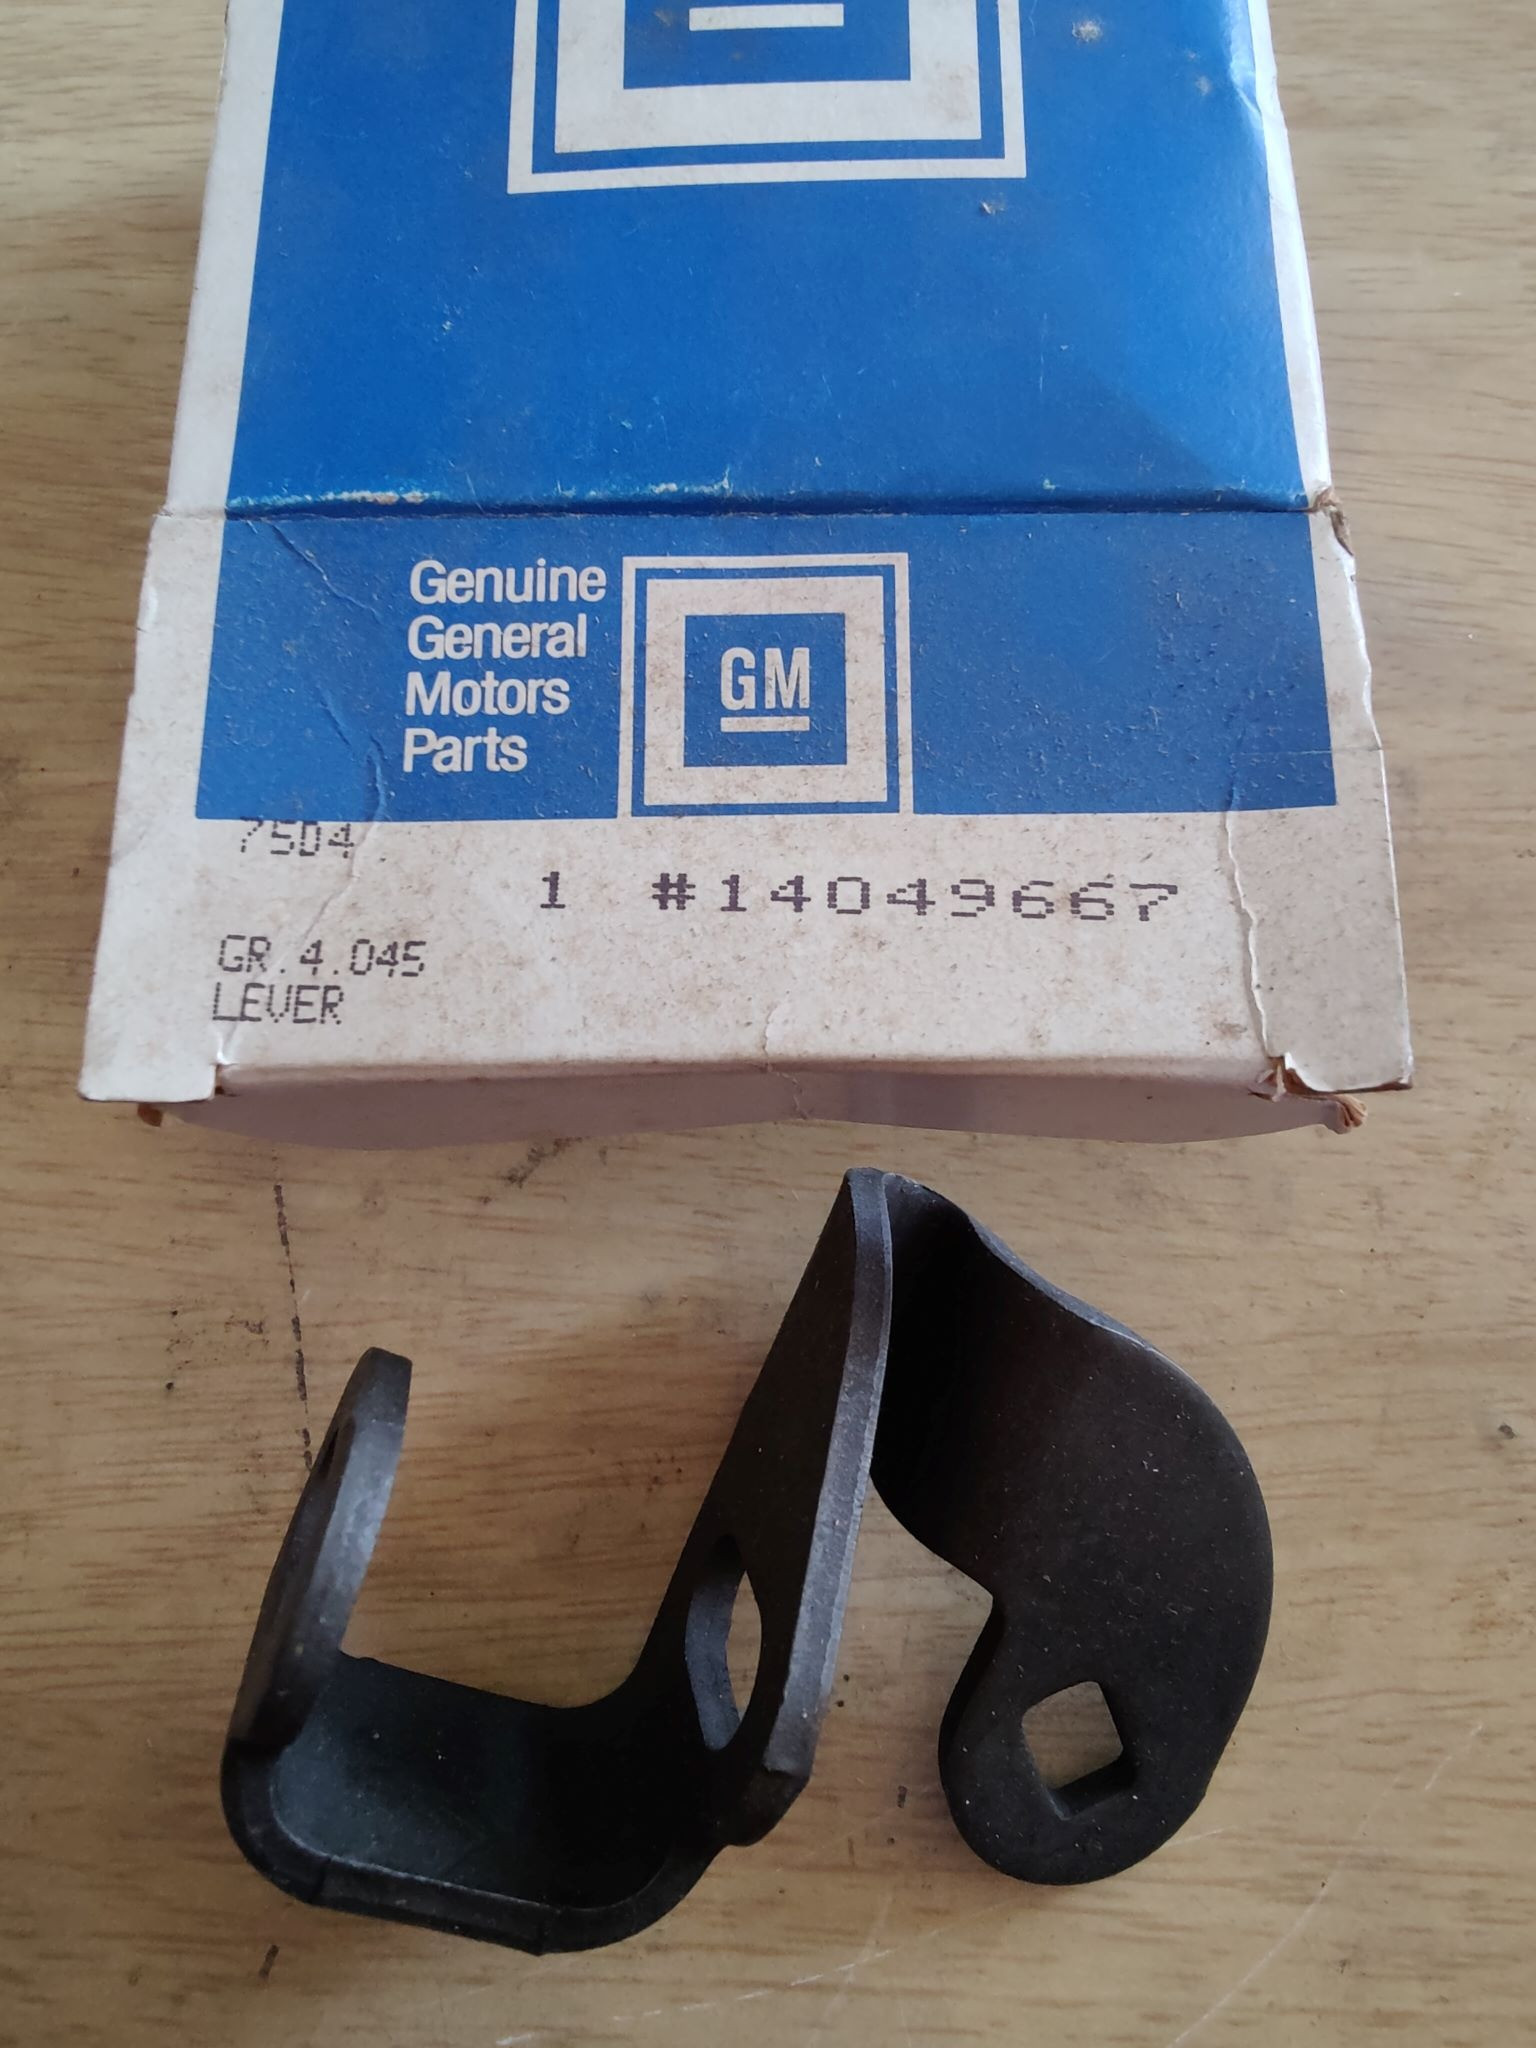 Genuine
General
Motors
Parts
GM
7504
1 #14049667
GR.4.045
LEVER